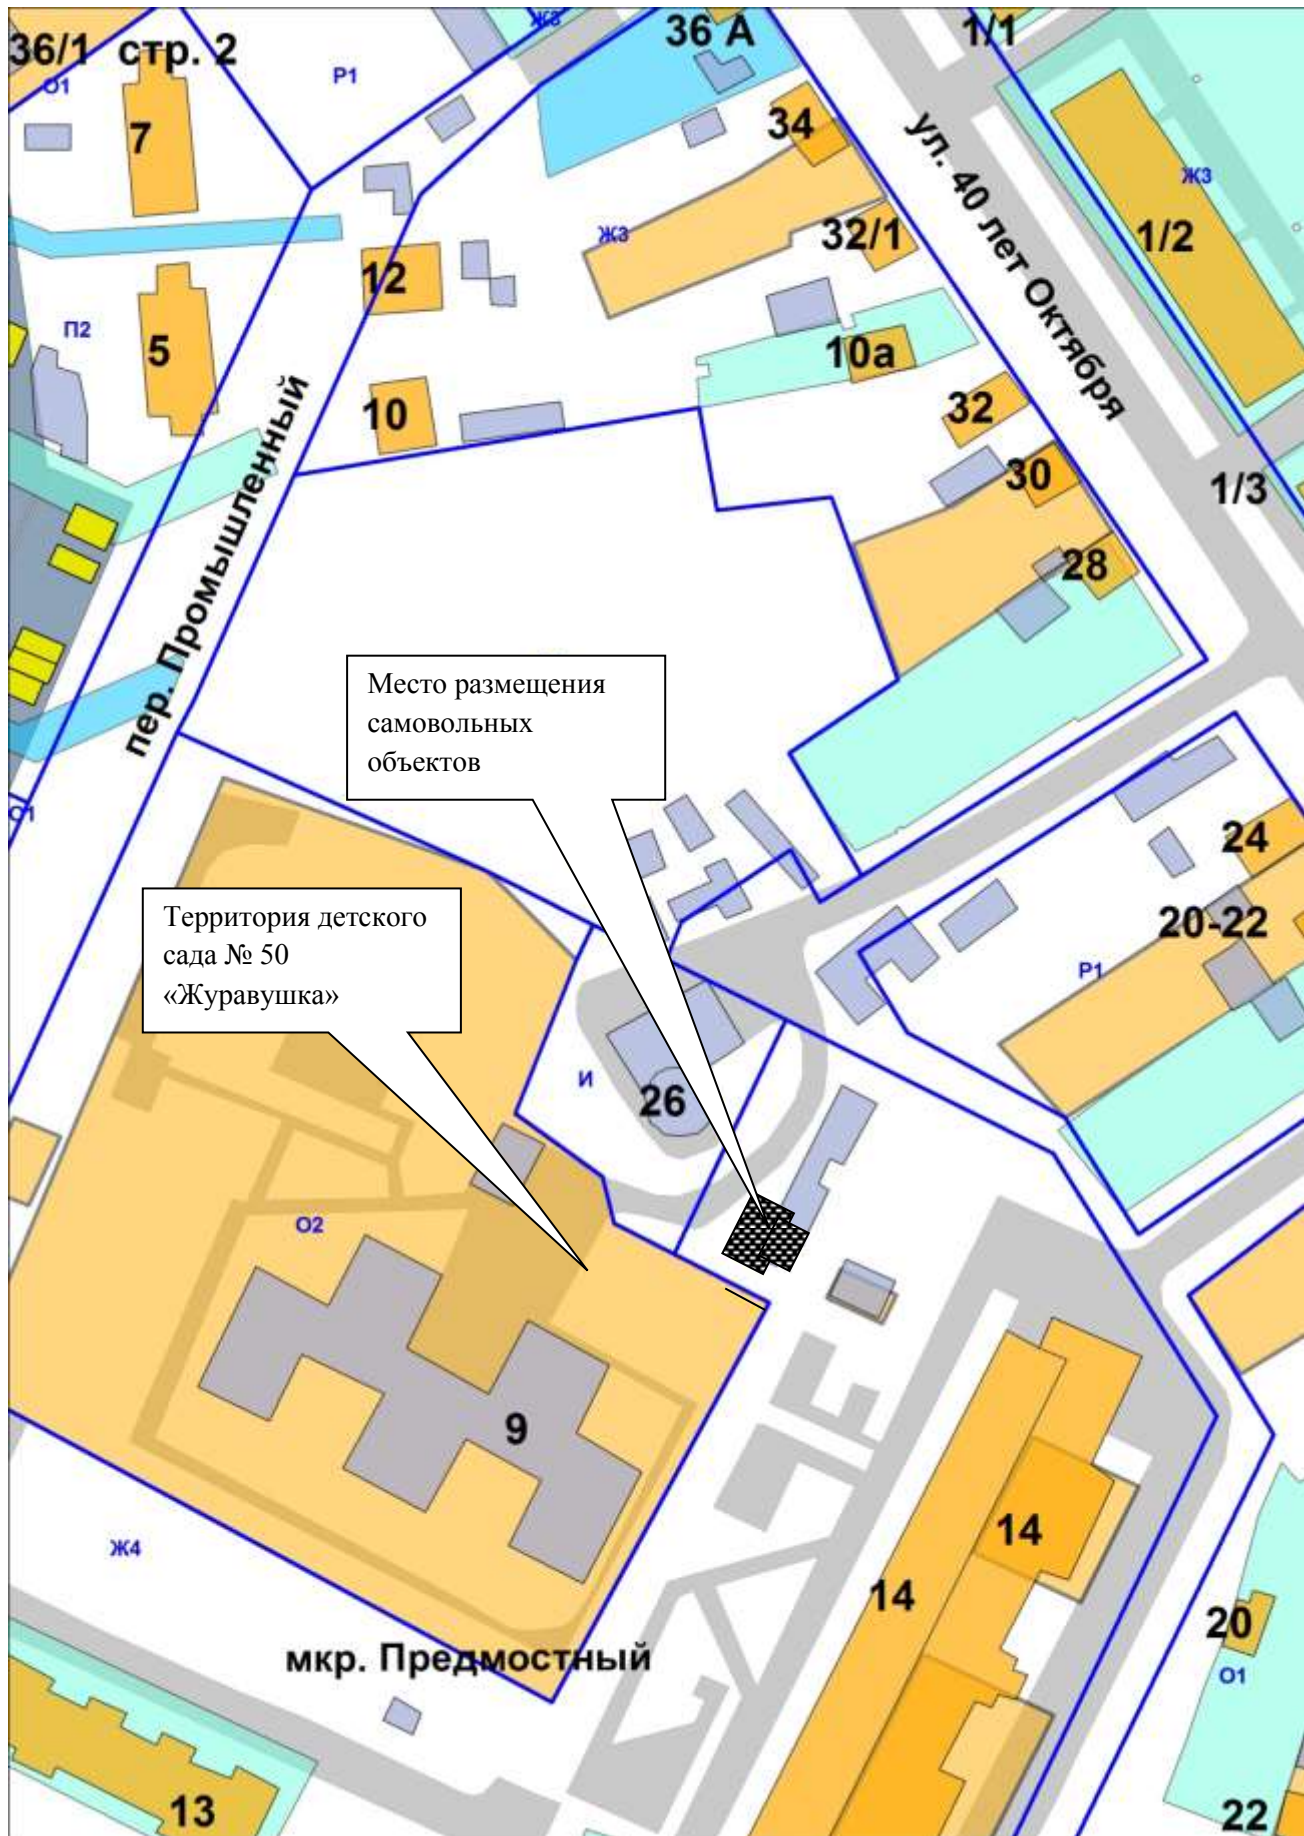 36/1 стр. 2
О1
Р1
Ж3
36 А
1/1
7
34
ул. 40 лет Октября
Ж3
Ж3
32/1
1/2
12
П2
5
10а
10
32
30
1/3
28
пер. Промышленный
Место размещения
самовольных
объектов
О1
24
Территория детского
сада № 50
«Журавушка»
20-22
Р1
И
26
О2
9
Ж4
14
14
20
мкр. Предмостный
О1
13
22